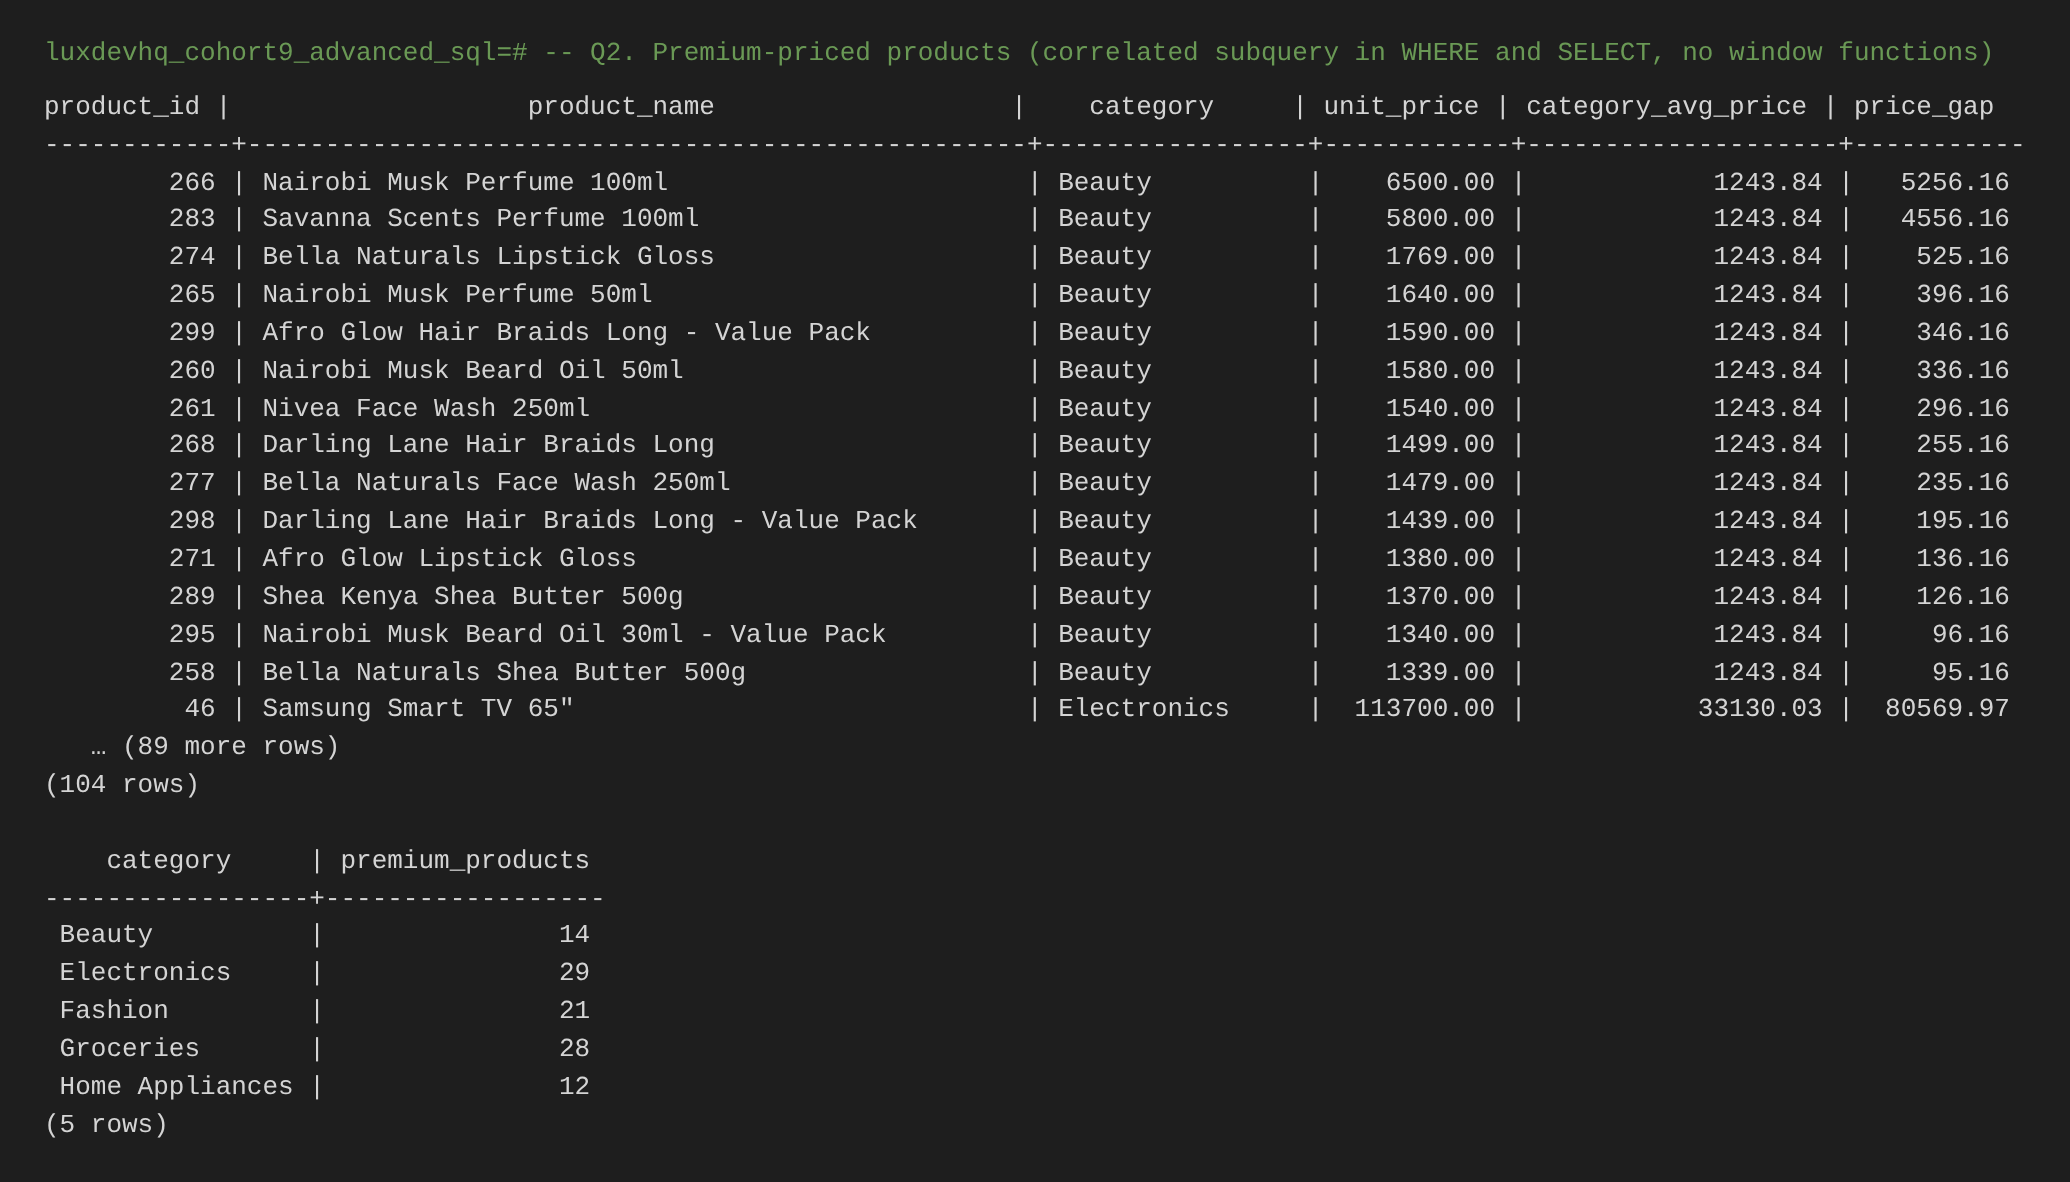 luxdevhq_cohort9_advanced_sql=# -- Q2. Premium-priced products (correlated subquery in WHERE and SELECT, no window functions)
product_id |                   product_name                   |    category     | unit_price | category_avg_price | price_gap
------------+--------------------------------------------------+-----------------+------------+--------------------+-----------
        266 | Nairobi Musk Perfume 100ml                       | Beauty          |    6500.00 |            1243.84 |   5256.16
        283 | Savanna Scents Perfume 100ml                     | Beauty          |    5800.00 |            1243.84 |   4556.16
        274 | Bella Naturals Lipstick Gloss                    | Beauty          |    1769.00 |            1243.84 |    525.16
        265 | Nairobi Musk Perfume 50ml                        | Beauty          |    1640.00 |            1243.84 |    396.16
        299 | Afro Glow Hair Braids Long - Value Pack          | Beauty          |    1590.00 |            1243.84 |    346.16
        260 | Nairobi Musk Beard Oil 50ml                      | Beauty          |    1580.00 |            1243.84 |    336.16
        261 | Nivea Face Wash 250ml                            | Beauty          |    1540.00 |            1243.84 |    296.16
        268 | Darling Lane Hair Braids Long                    | Beauty          |    1499.00 |            1243.84 |    255.16
        277 | Bella Naturals Face Wash 250ml                   | Beauty          |    1479.00 |            1243.84 |    235.16
        298 | Darling Lane Hair Braids Long - Value Pack       | Beauty          |    1439.00 |            1243.84 |    195.16
        271 | Afro Glow Lipstick Gloss                         | Beauty          |    1380.00 |            1243.84 |    136.16
        289 | Shea Kenya Shea Butter 500g                      | Beauty          |    1370.00 |            1243.84 |    126.16
        295 | Nairobi Musk Beard Oil 30ml - Value Pack         | Beauty          |    1340.00 |            1243.84 |     96.16
        258 | Bella Naturals Shea Butter 500g                  | Beauty          |    1339.00 |            1243.84 |     95.16
         46 | Samsung Smart TV 65"                             | Electronics     |  113700.00 |           33130.03 |  80569.97
   … (89 more rows)
(104 rows)
    category     | premium_products
-----------------+------------------
 Beauty          |               14
 Electronics     |               29
 Fashion         |               21
 Groceries       |               28
 Home Appliances |               12
(5 rows)